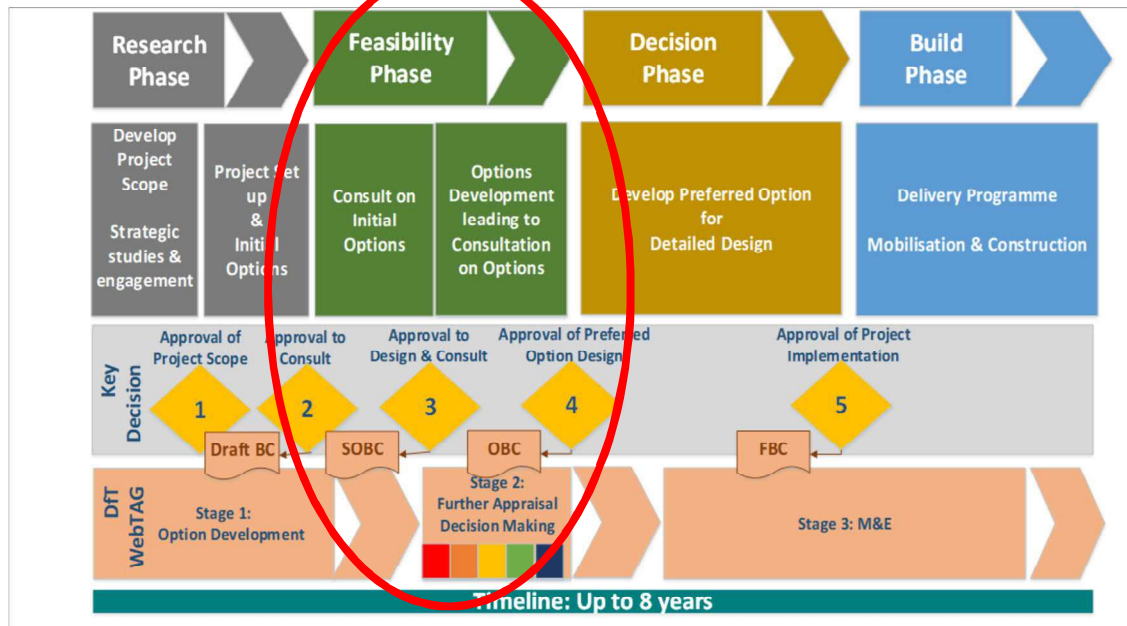 Research
Phase
Feasibility
Phase
Decision
Phase
Build
Phase
Develop
Project
Scope
Strategic
studies &
engagement
Project Set
up
&
Initial
Options
Consult on
Initial
Options
Options
Development
leading to
Consultation
on Options
Develop Preferred Option
for
Detailed Design
Delivery Programme
Mobilisation & Construction
Key
Decision
Approval of
Project Scope
1
Approval to
Consult
2
Approval to
Design & Consult
3
Approval of Preferred
Option Design
4
Approval of Project
Implementation
5
Draft BC
SOBC
OBC
FBC
DfT
WebTAG
Stage 1:
Option Development
Stage 2:
Further Appraisal
Decision Making
Stage 3: M&E
Timeline: Up to 8 years